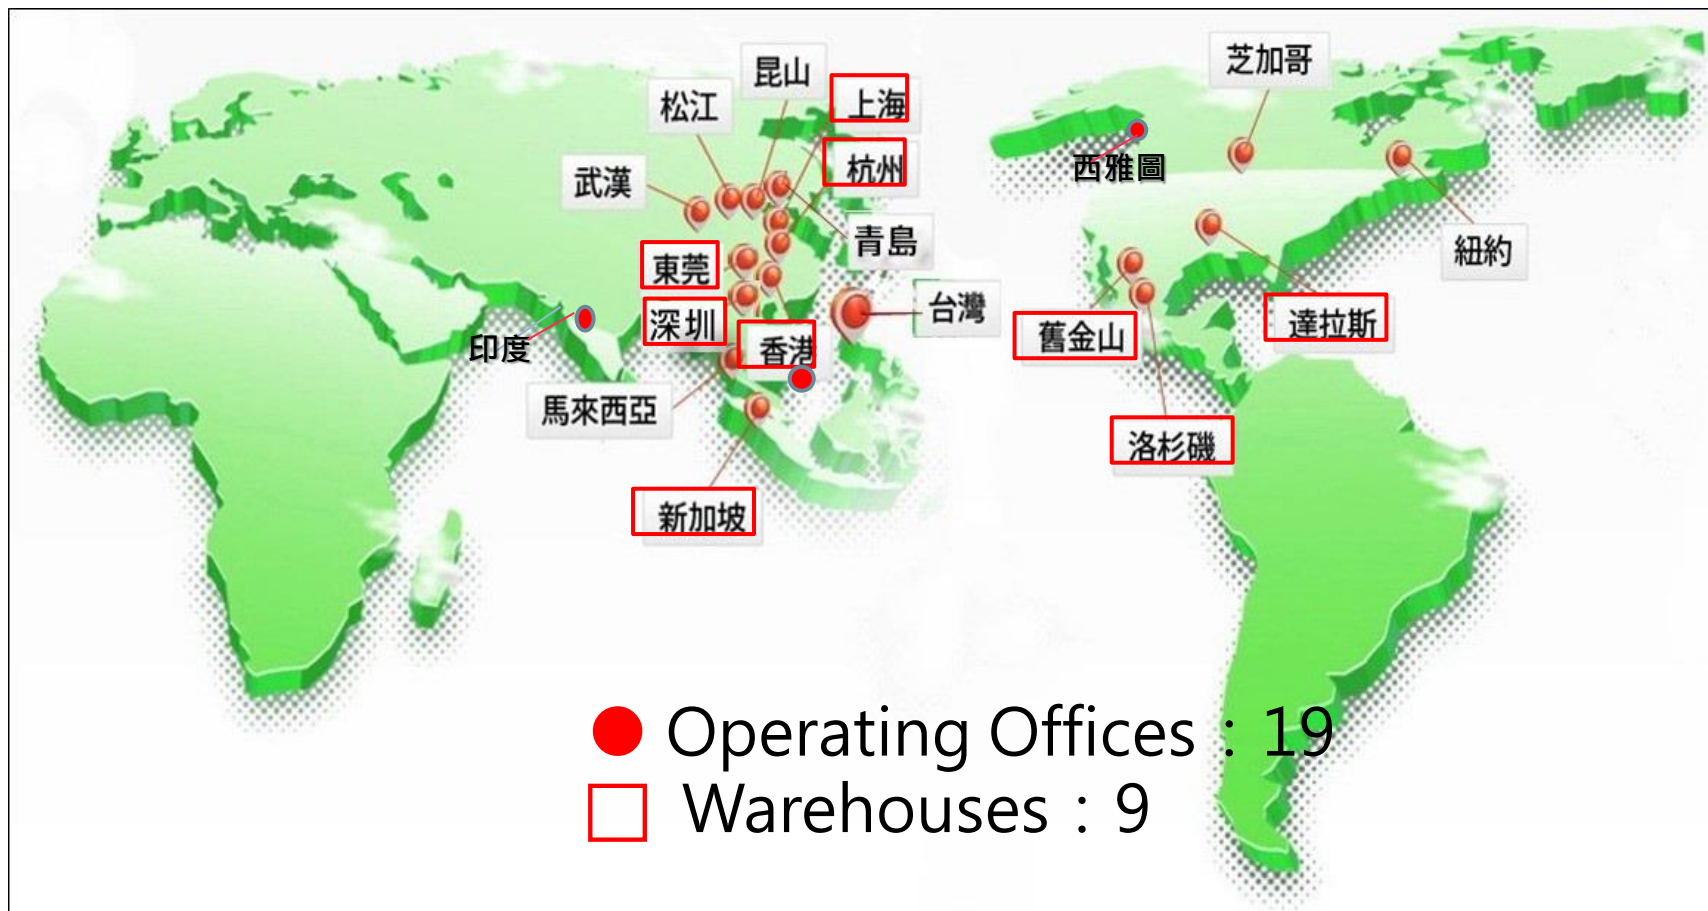 昆山
芝加哥
松江
上海
杭州
西雅圖
武漢
青島
紐約
東莞
台灣
深圳
達拉斯
印度
香港
舊金山
馬來西亞
洛杉磯
新加坡
Operating Offices：19
Warehouses：9